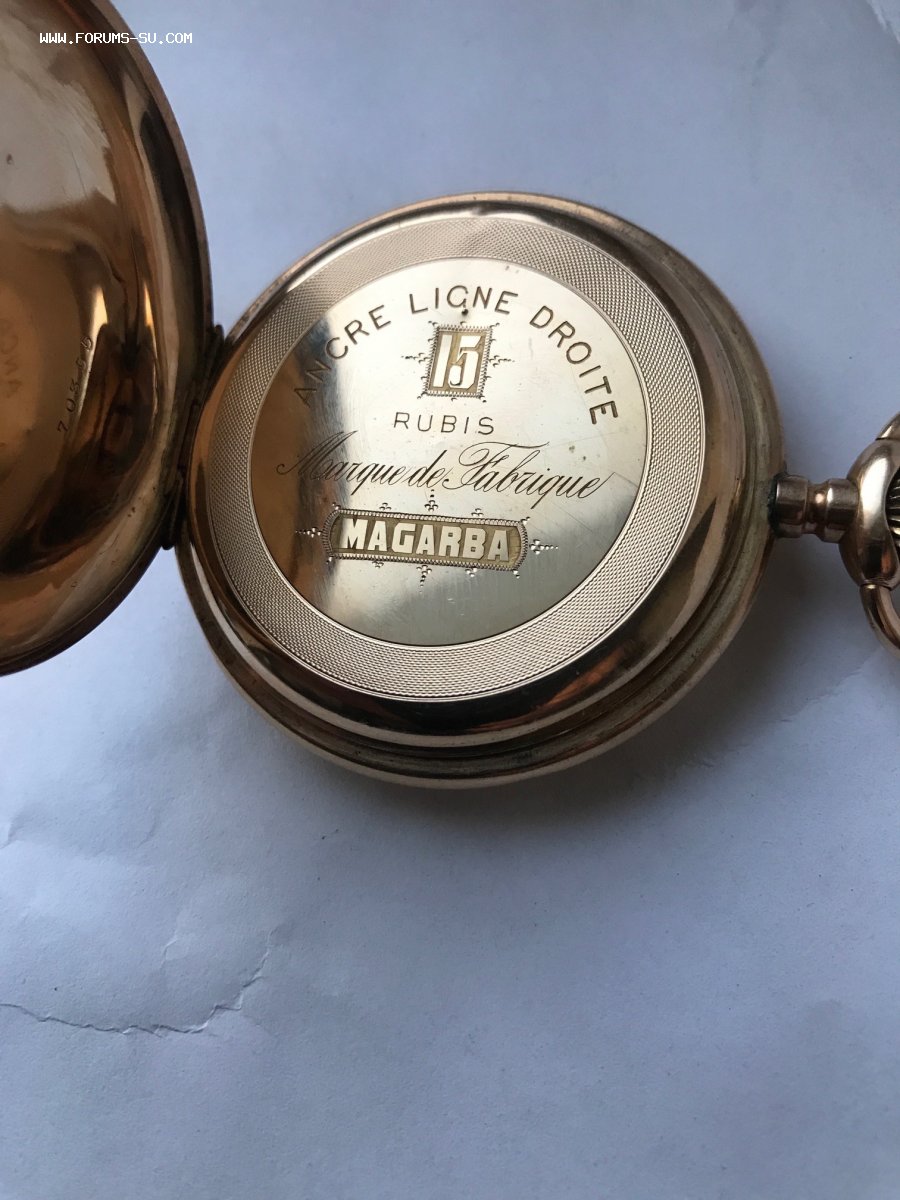 WWW.FORUMS-SU.COM
ANCRE LIGNE DROITE
15
RUBIS
Marque de Fabrique
MAGARBA